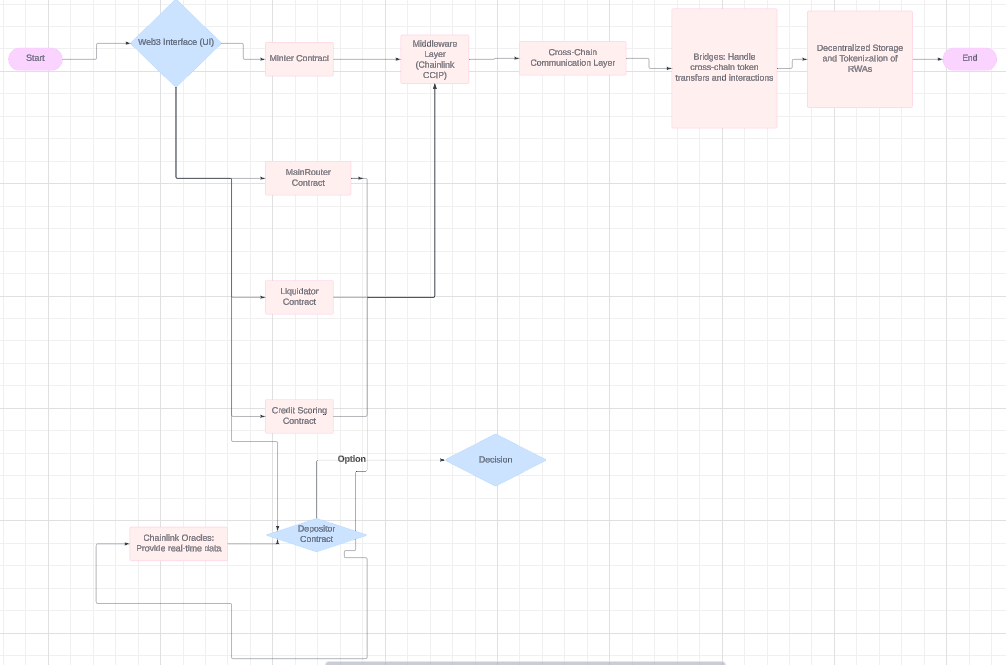 Start
Web3 Interface (UI)
Minter Contract
Middleware
Layer
(Chainlink
CCIP)
Cross-Chain
Communication Layer
Bridges: Handle
cross-chain token
transfers and interactions
Decentralized Storage
and Tokenization of
RWAs
End
MainRouter
Contract
Liquidator
Contract
Credit Scoring
Contract
Option
Decision
Depositor
Contract
Chainlink Oracles:
Provide real-time data